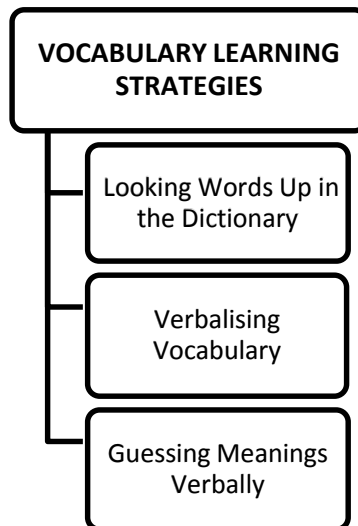 VOCABULARY LEARNING
STRATEGIES
Looking Words Up in
the Dictionary
Verbalising
Vocabulary
Guessing Meanings
Verbally